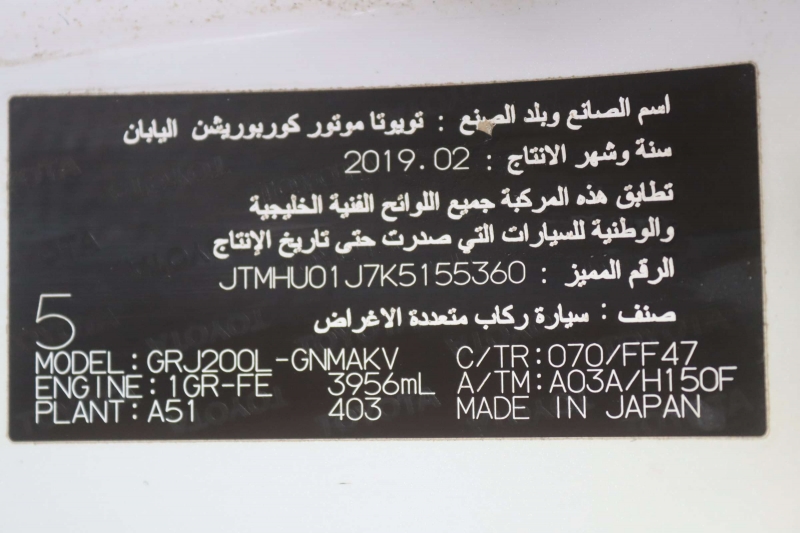 اسم الصانع وبلد الصنع : تويوتا موتور كوربوريشن اليابان
سنة وشهر الانتاج : 2019.02
تطابق هذه المركبة جميع اللوائح الفنية الخليجية
والوطنية للسيارات التي صدرت حتى تاريخ الإنتاج
الرقم المميز : JTMHU01J7K5155360
صنف : سيارة ركاب متعددة الاغراض
5
MODEL:GRJ200L-GNMAKV C/TR:070/FF47
ENGINE:1GR-FE 3956mL A/TM:A03A/H150F
PLANT:A51 403 MADE IN JAPAN